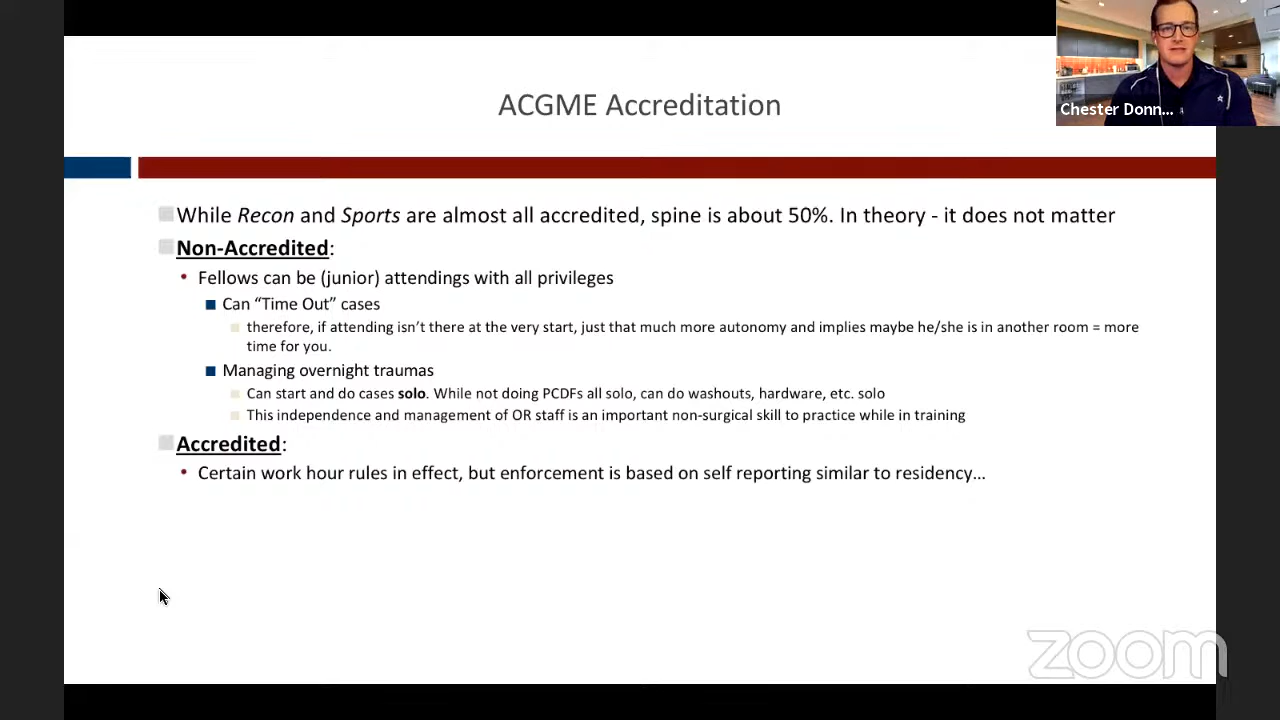 Chester Donn...
ACGME Accreditation
While Recon and Sports are almost all accredited, spine is about 50%. In theory - it does not matter
Non-Accredited:
Fellows can be (junior) attendings with all privileges
Can “Time Out” cases
therefore, if attending isn’t there at the very start, just that much more autonomy and implies maybe he/she is in another room = more
time for you.
Managing overnight traumas
Can start and do cases solo. While not doing PCDFs all solo, can do washouts, hardware, etc. solo
This independence and management of OR staff is an important non-surgical skill to practice while in training
Accredited:
Certain work hour rules in effect, but enforcement is based on self reporting similar to residency…
zoom